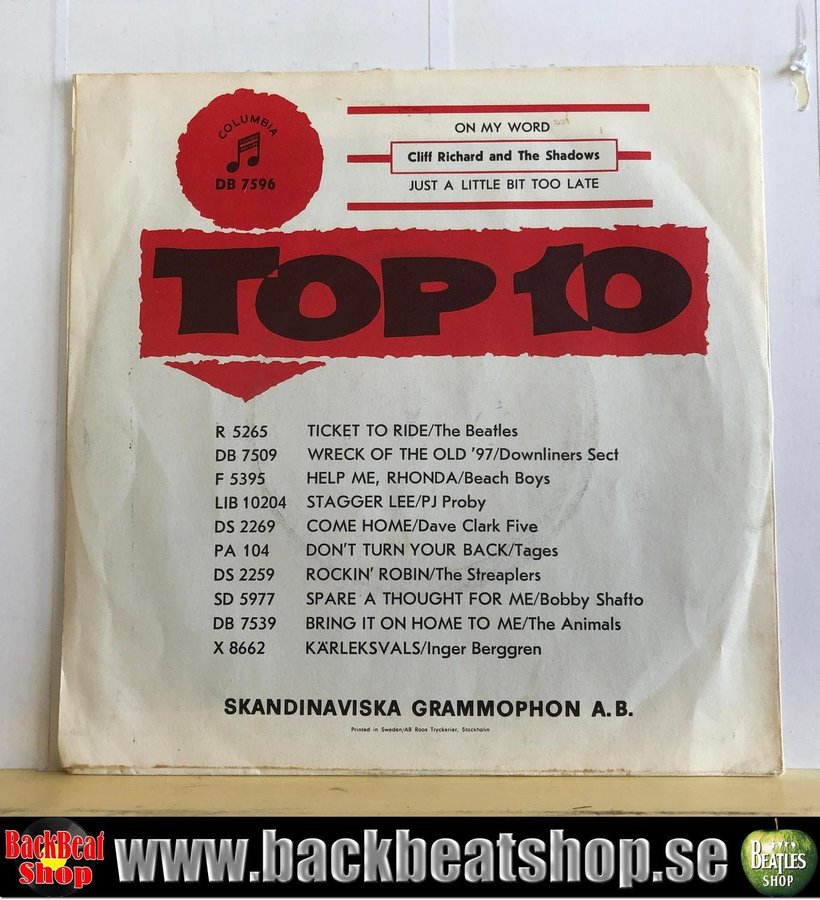 COLUMBIA
DB 7596
ON MY WORD
Cliff Richard and The Shadows
JUST A LITTLE BIT TOO LATE
TOP 10
R 5265 TICKET TO RIDE/The Beatles
DB 7509 WRECK OF THE OLD '97/Downliners Sect
F 5395 HELP ME, RHONDA/Beach Boys
LIB 10204 STAGGER LEE/PJ Proby
DS 2269 COME HOME/Dave Clark Five
PA 104 DON'T TURN YOUR BACK/Tages
DS 2259 ROCKIN' ROBIN/The Streaplers
SD 5977 SPARE A THOUGHT FOR ME/Bobby Shafto
DB 7539 BRING IT ON HOME TO ME/The Animals
X 8662 KÄRLEKSVALS/Inger Berggren
SKANDINAVISKA GRAMMOPHON A.B.
Printed in Sweden/AB Roos Tryckerier, Stockholm
BackBeat
Shop
www.backbeatshop.se
BEATLES
SHOP